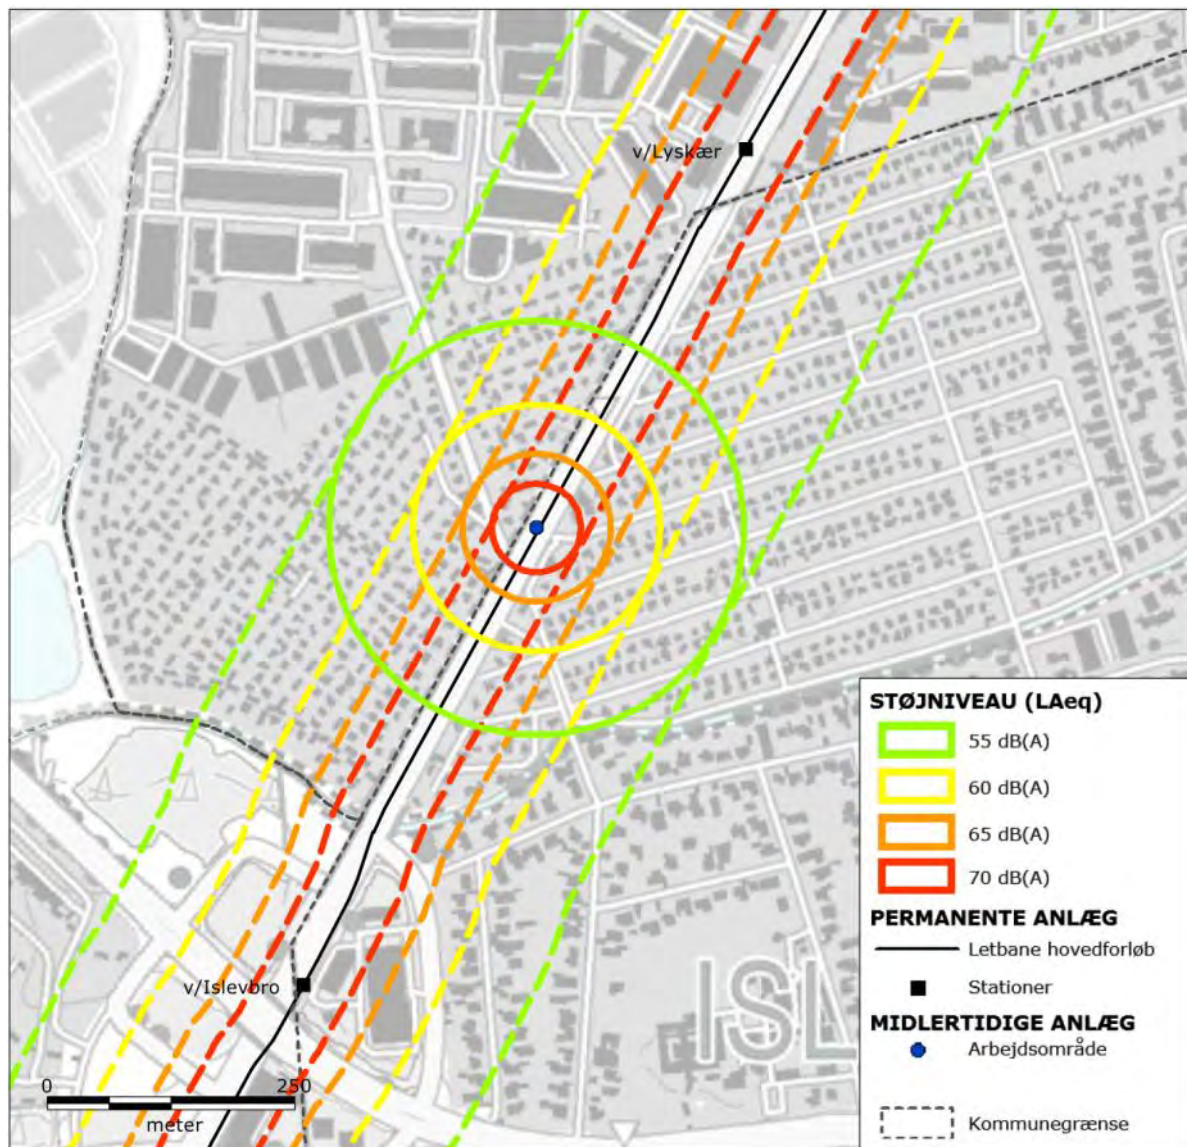 v/Lyskær
STØJNIVEAU (LAeq)
55 dB(A)
60 dB(A)
65 dB(A)
70 dB(A)
PERMANENTE ANLÆG
Letbane hovedforløb
Stationer
MIDLERTIDIGE ANLÆG
Arbejdsområde
Kommunegrænse
v/Islevbro
ISL
0 250
meter